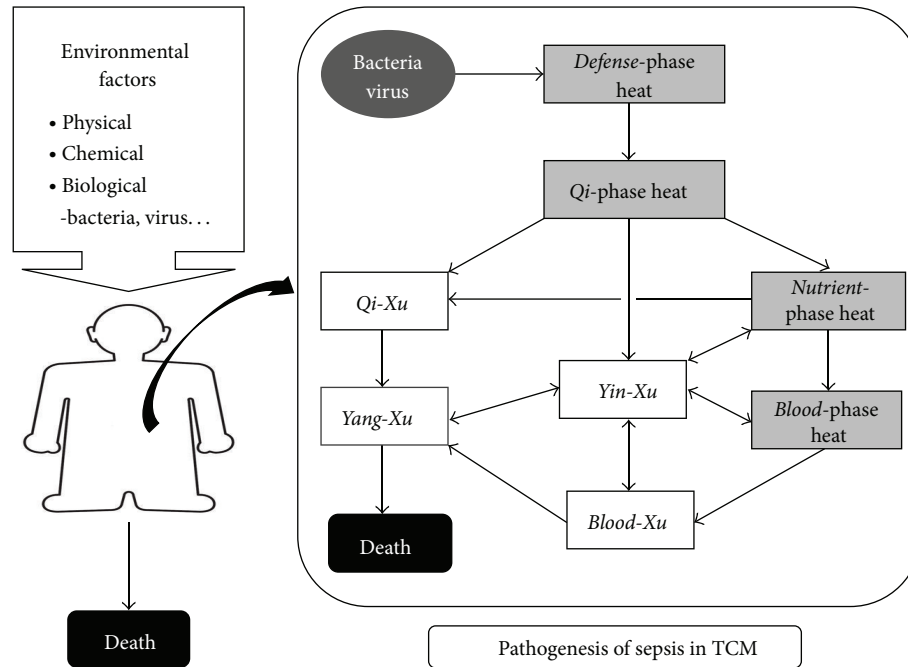 Environmental
factors
• Physical
• Chemical
• Biological
-bacteria, virus...
Death
Bacteria
virus
Defense-phase
heat
Qi-phase heat
Qi-Xu
Nutrient-
phase heat
Yin-Xu
Yang-Xu
Blood-phase
heat
Blood-Xu
Death
Pathogenesis of sepsis in TCM